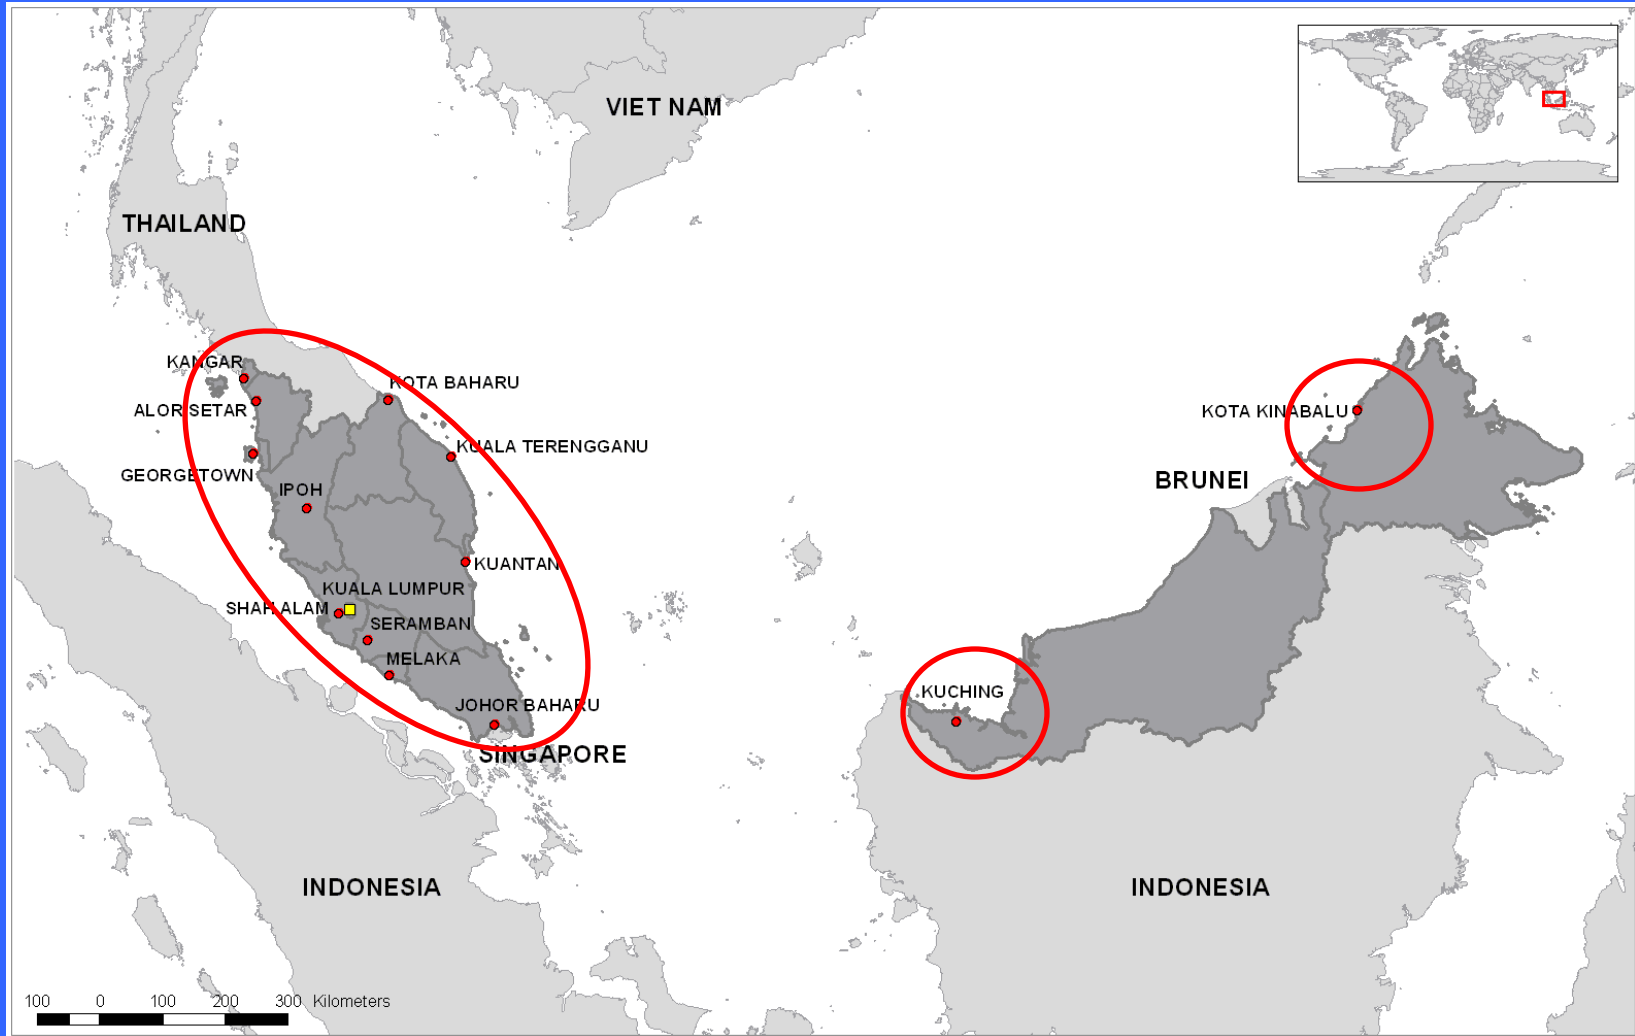 VIET NAM
THAILAND
KANGAR
KOTA BAHARU
ALOR SETAR
KOTA KINABALU
KUALA TERENGGANU
GEORGETOWN
BRUNEI
IPOH
KUANTAN
KUALA LUMPUR
SHAH ALAM
SERAMBAN
MELAKA
KUCHING
JOHOR BAHARU
SINGAPORE
INDONESIA
INDONESIA
100 0 100 200 300 Kilometers